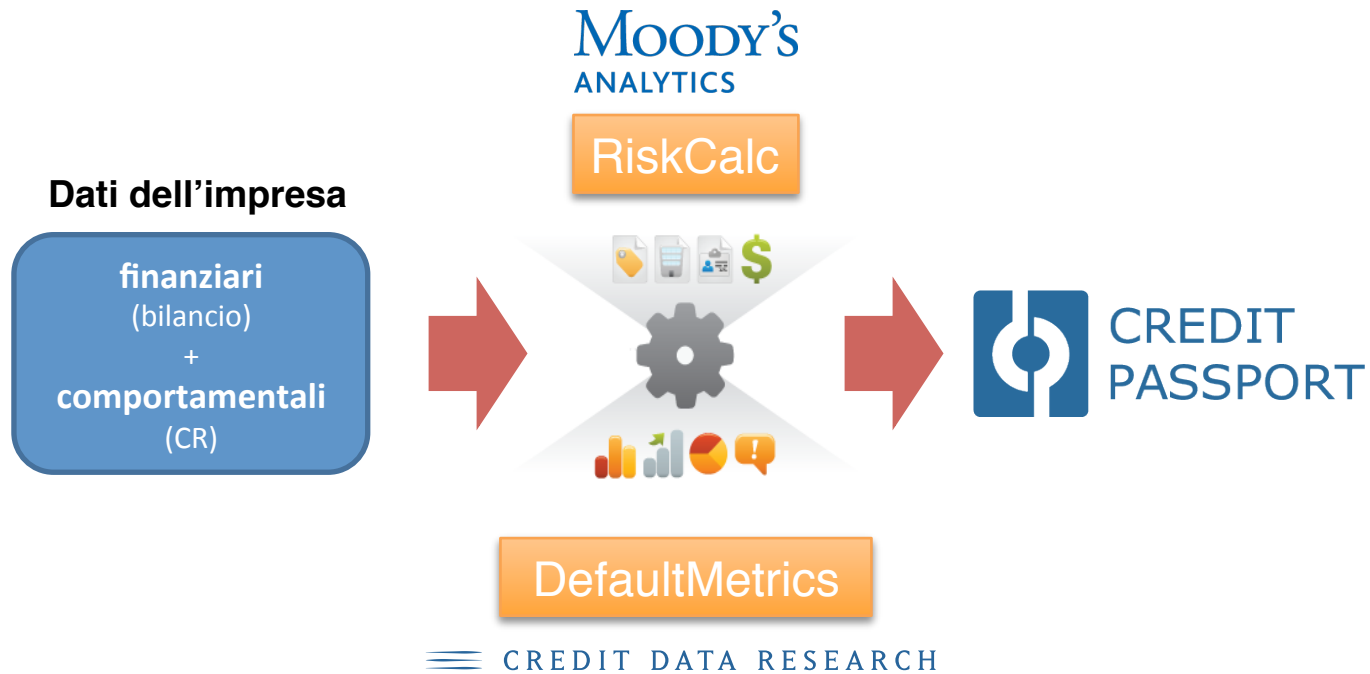 MOODY'S
ANALYTICS
RiskCalc
Dati dell’impresa
finanziari
(bilancio)
+
comportamentali
(CR)
$
!
CREDIT
PASSPORT
DefaultMetrics
CREDIT DATA RESEARCH